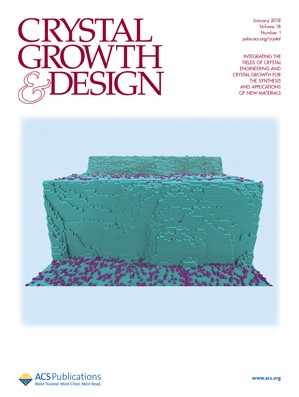 January 2018
Volume 18
Number 1
pubs.acs.org/crystal
CRYSTAL
GROWTH
& DESIGN
INTEGRATING THE
FIELDS OF CRYSTAL
ENGINEERING AND
CRYSTAL GROWTH FOR
THE SYNTHESIS
AND APPLICATIONS
OF NEW MATERIALS
ACS Publications
Most Trusted. Most Cited. Most Read.
www.acs.org